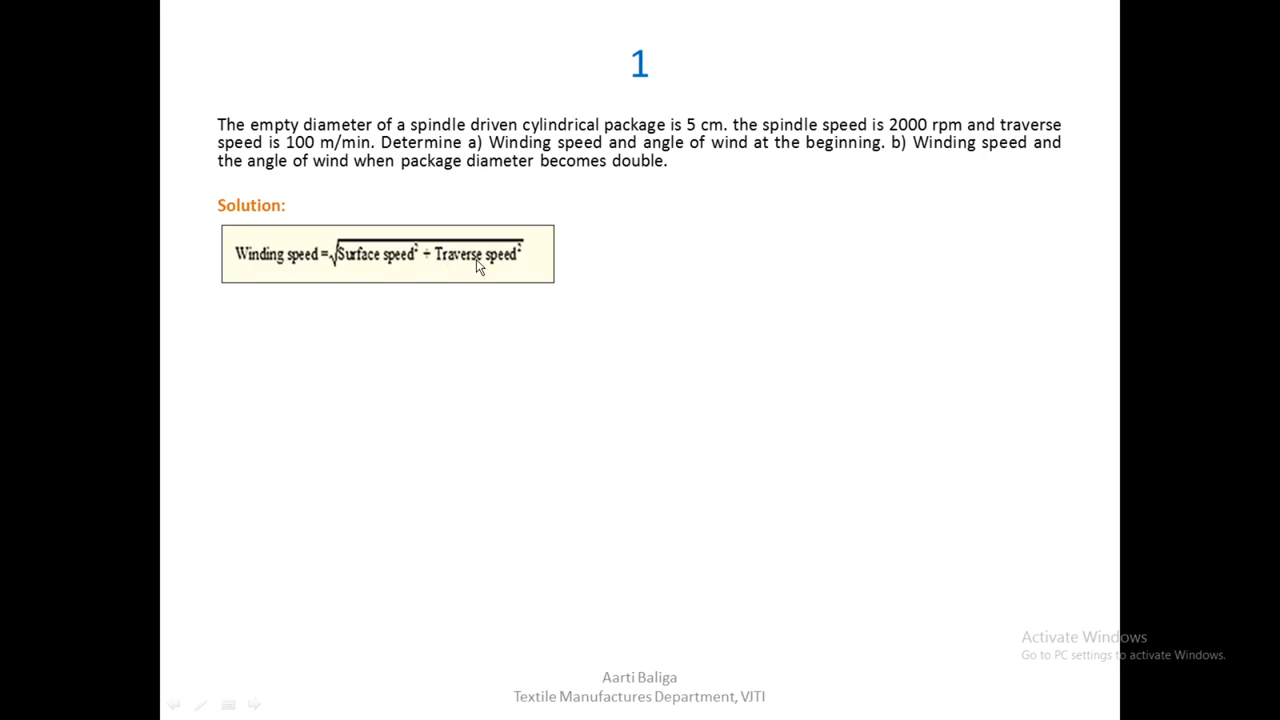 1
The empty diameter of a spindle driven cylindrical package is 5 cm. the spindle speed is 2000 rpm and traverse
speed is 100 m/min. Determine a) Winding speed and angle of wind at the beginning. b) Winding speed and
the angle of wind when package diameter becomes double.
Solution:
Winding speed =√Surface speed² + Traverse speed²
Activate Windows
Go to PC settings to activate Windows.
Aarti Baliga
Textile Manufactures Department, VJTI